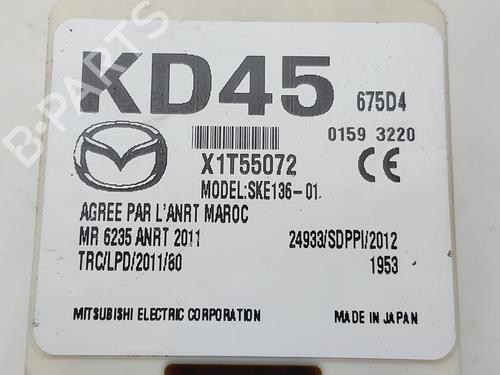 KD45 675D4
0159 3220
X1T55072
MODEL:SKE136-01
AGREE PAR L'ANRT MAROC
MR 6235 ANRT 2011 24933/SDPPI/2012
TRC/LPD/2011/80 1953
MITSUBISHI ELECTRIC CORPORATION MADE IN JAPAN
B-PARTS